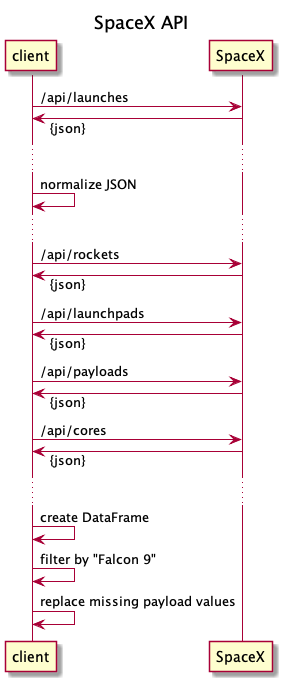 SpaceX API
client
SpaceX
/api/launches
{json}
normalize JSON
/api/rockets
{json}
/api/launchpads
{json}
/api/payloads
{json}
/api/cores
{json}
create DataFrame
filter by "Falcon 9"
replace missing payload values
client
SpaceX